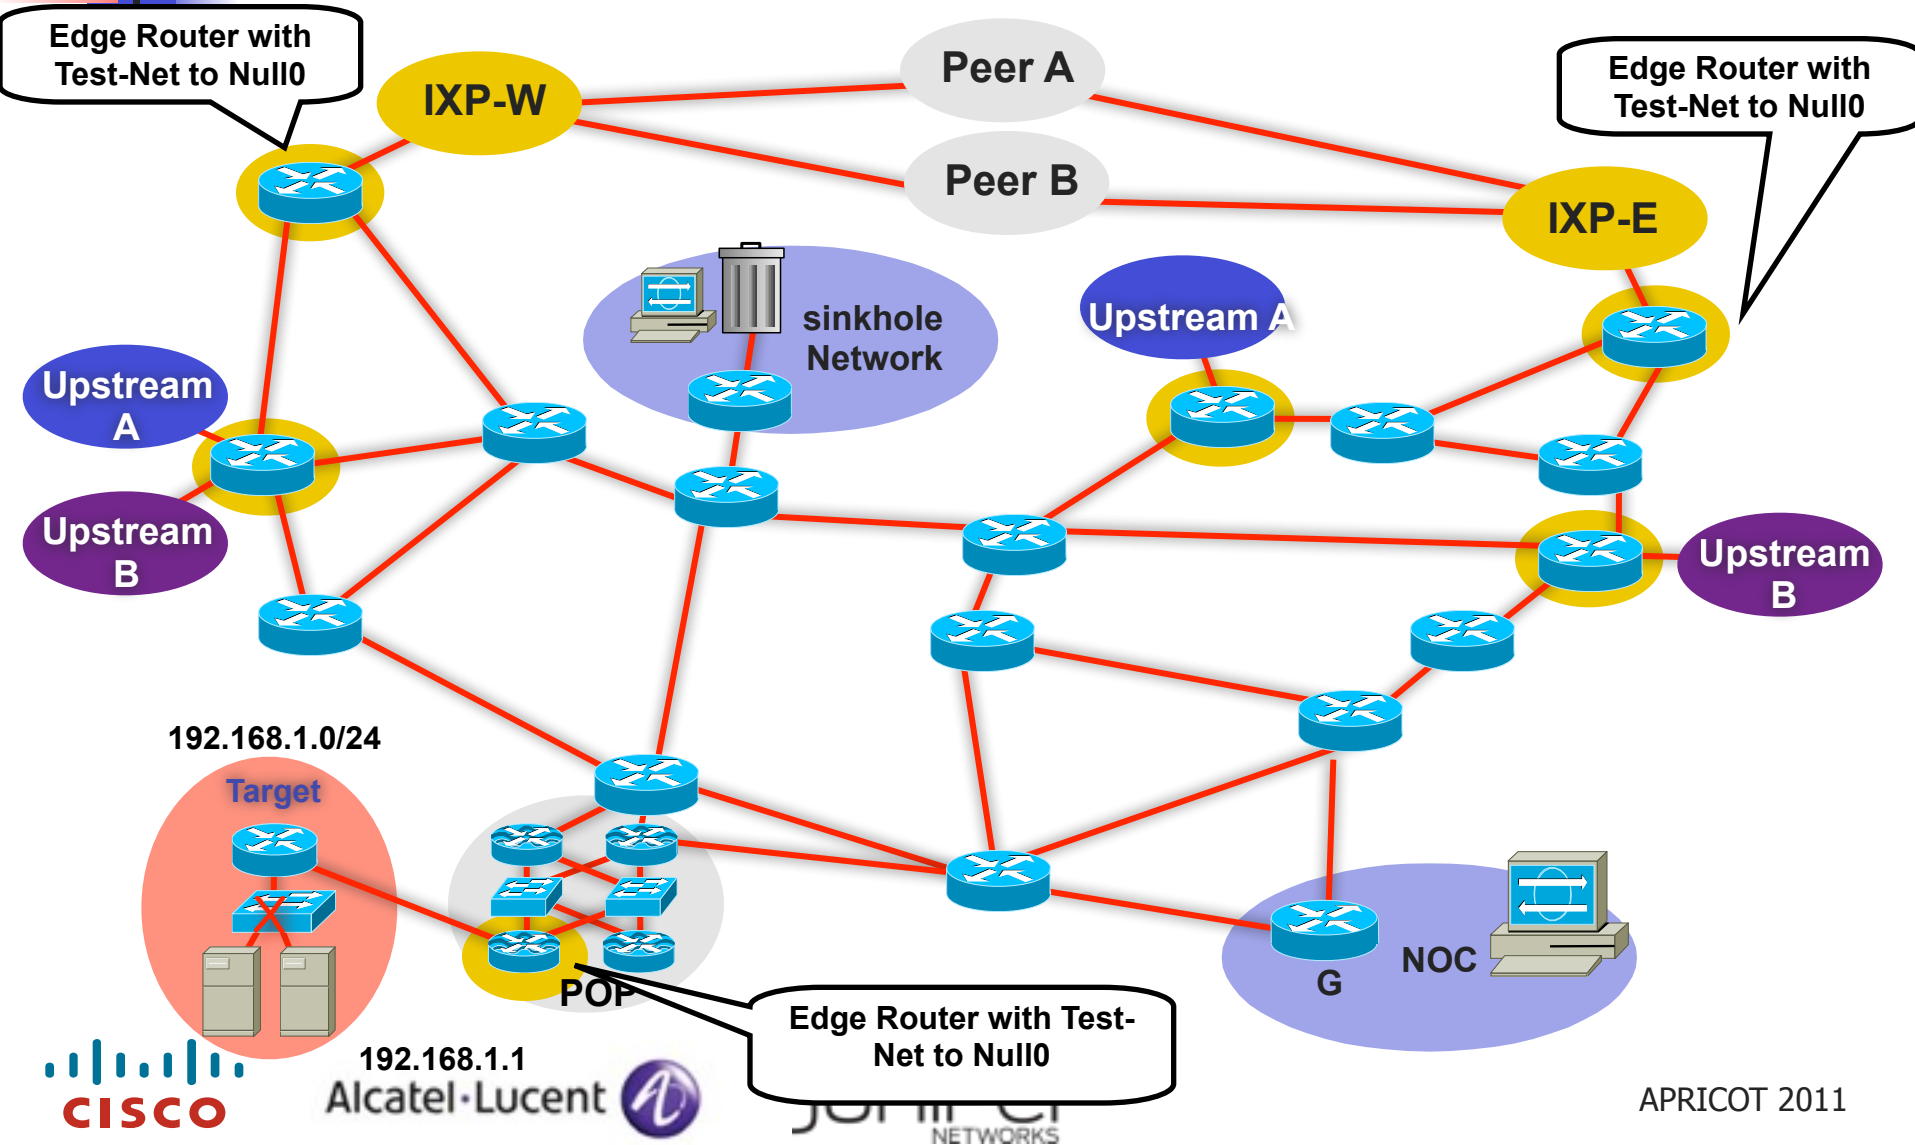 Edge Router with
Test-Net to Null0
IXP-W
Peer A
Edge Router with
Test-Net to Null0
Peer B
IXP-E
sinkhole
Network
Upstream A
Upstream
A
Upstream
B
Upstream
B
192.168.1.0/24
Target
NOC
G
POP
Edge Router with Test-
Net to Null0
192.168.1.1
CISCO
Alcatel·Lucent
NETWORKS
APRICOT 2011